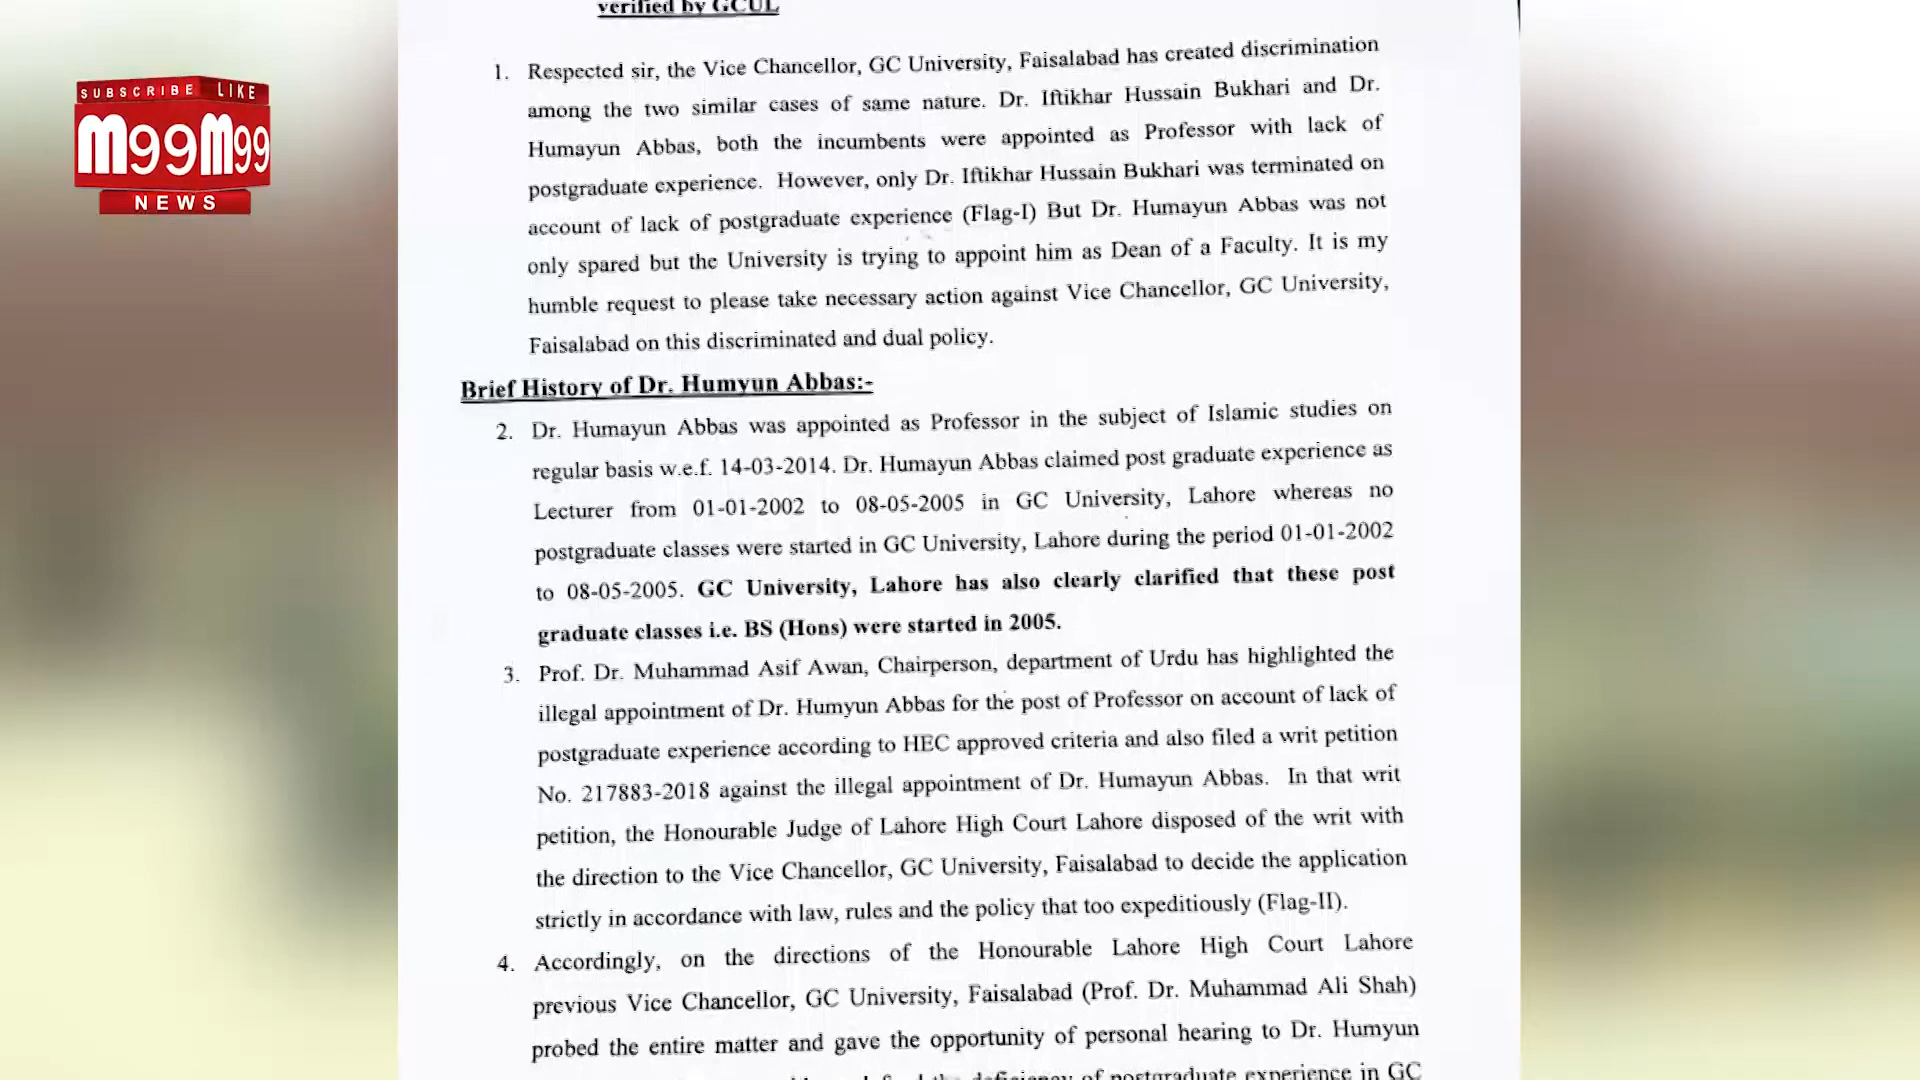 verified by GCUL
SUBSCRIBE LIKE
m99m99
NEWS
1. Respected sir, the Vice Chancellor, GC University, Faisalabad has created discrimination
among the two similar cases of same nature. Dr. Iftikhar Hussain Bukhari and Dr.
Humayun Abbas, both the incumbents were appointed as Professor with lack of
postgraduate experience. However, only Dr. Iftikhar Hussain Bukhari was terminated on
account of lack of postgraduate experience (Flag-I) But Dr. Humayun Abbas was not
only spared but the University is trying to appoint him as Dean of a Faculty. It is my
humble request to please take necessary action against Vice Chancellor, GC University,
Faisalabad on this discriminated and dual policy.
Brief History of Dr. Humyun Abbas:-
2. Dr. Humayun Abbas was appointed as Professor in the subject of Islamic studies on
regular basis w.e.f. 14-03-2014. Dr. Humayun Abbas claimed post graduate experience as
Lecturer from 01-01-2002 to 08-05-2005 in GC University, Lahore whereas no
postgraduate classes were started in GC University, Lahore during the period 01-01-2002
to 08-05-2005. GC University, Lahore has also clearly clarified that these post
graduate classes i.e. BS (Hons) were started in 2005.
3. Prof. Dr. Muhammad Asif Awan, Chairperson, department of Urdu has highlighted the
illegal appointment of Dr. Humyun Abbas for the post of Professor on account of lack of
postgraduate experience according to HEC approved criteria and also filed a writ petition
No. 217883-2018 against the illegal appointment of Dr. Humayun Abbas. In that writ
petition, the Honourable Judge of Lahore High Court Lahore disposed of the writ with
the direction to the Vice Chancellor, GC University, Faisalabad to decide the application
strictly in accordance with law, rules and the policy that too expeditiously (Flag-II).
4. Accordingly, on the directions of the Honourable Lahore High Court Lahore
previous Vice Chancellor, GC University, Faisalabad (Prof. Dr. Muhammad Ali Shah)
probed the entire matter and gave the opportunity of personal hearing to Dr. Humyun
deficiency of postgraduate experience in GC